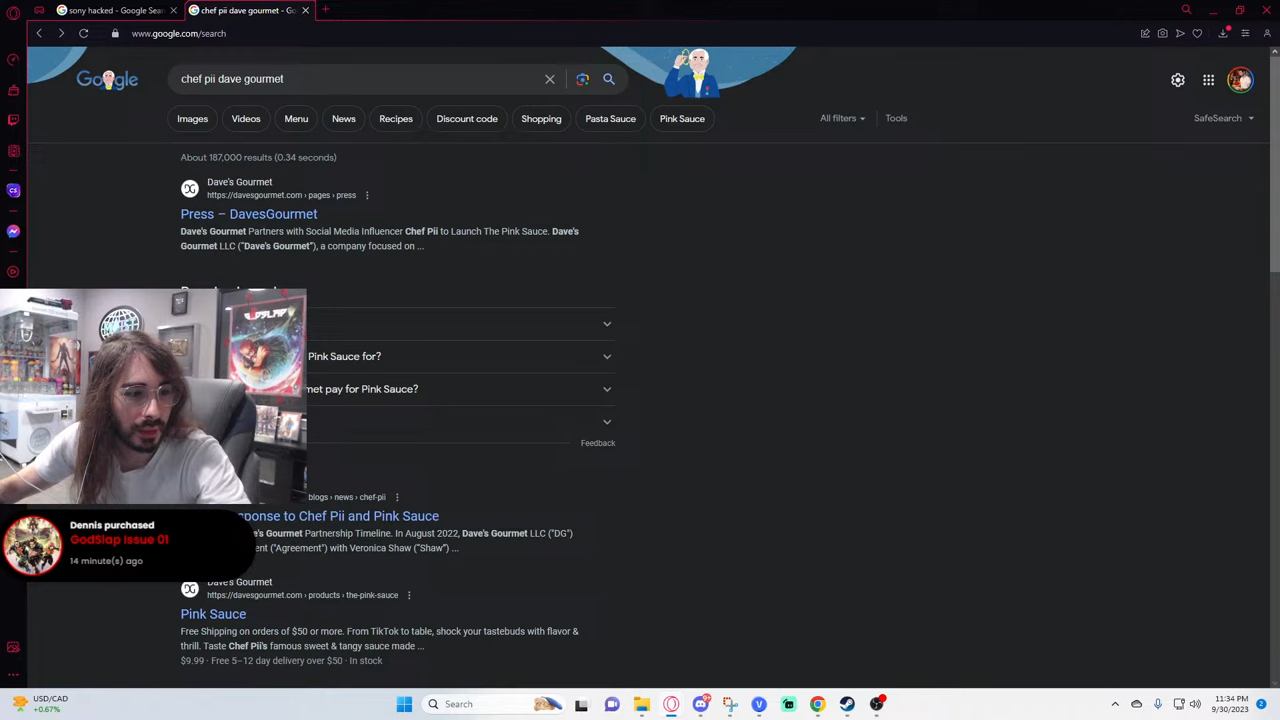 sony hacked - Google Sear
chef pii dave gourmet - Go
www.google.com/search
Google
chef pii dave gourmet
Images
Videos
Menu
News
Recipes
Discount code
Shopping
Pasta Sauce
Pink Sauce
All filters
Tools
SafeSearch
About 187,000 results (0.34 seconds)
DG
Dave's Gourmet
https://davesgourmet.com › pages › press
Press – DavesGourmet
Dave's Gourmet Partners with Social Media Influencer Chef Pii to Launch The Pink Sauce. Dave's
Gourmet LLC ("Dave's Gourmet"), a company focused on ...
Pink Sauce for?
met pay for Pink Sauce?
Feedback
GODSLAP
blogs › news › chef-pii
ponse to Chef Pii and Pink Sauce
ve's Gourmet Partnership Timeline. In August 2022, Dave's Gourmet LLC ("DG")
ent ("Agreement") with Veronica Shaw ("Shaw") ...
Dennis purchased
GodSlap Issue 01
14 minute(s) ago
DG
Dave's Gourmet
https://davesgourmet.com › products › the-pink-sauce
Pink Sauce
Free Shipping on orders of $50 or more. From TikTok to table, shock your tastebuds with flavor &
thrill. Taste Chef Pii's famous sweet & tangy sauce made ...
$9.99 · Free 5–12 day delivery over $50 · In stock
USD/CAD
+0.67%
Search
11:34 PM
9/30/2023